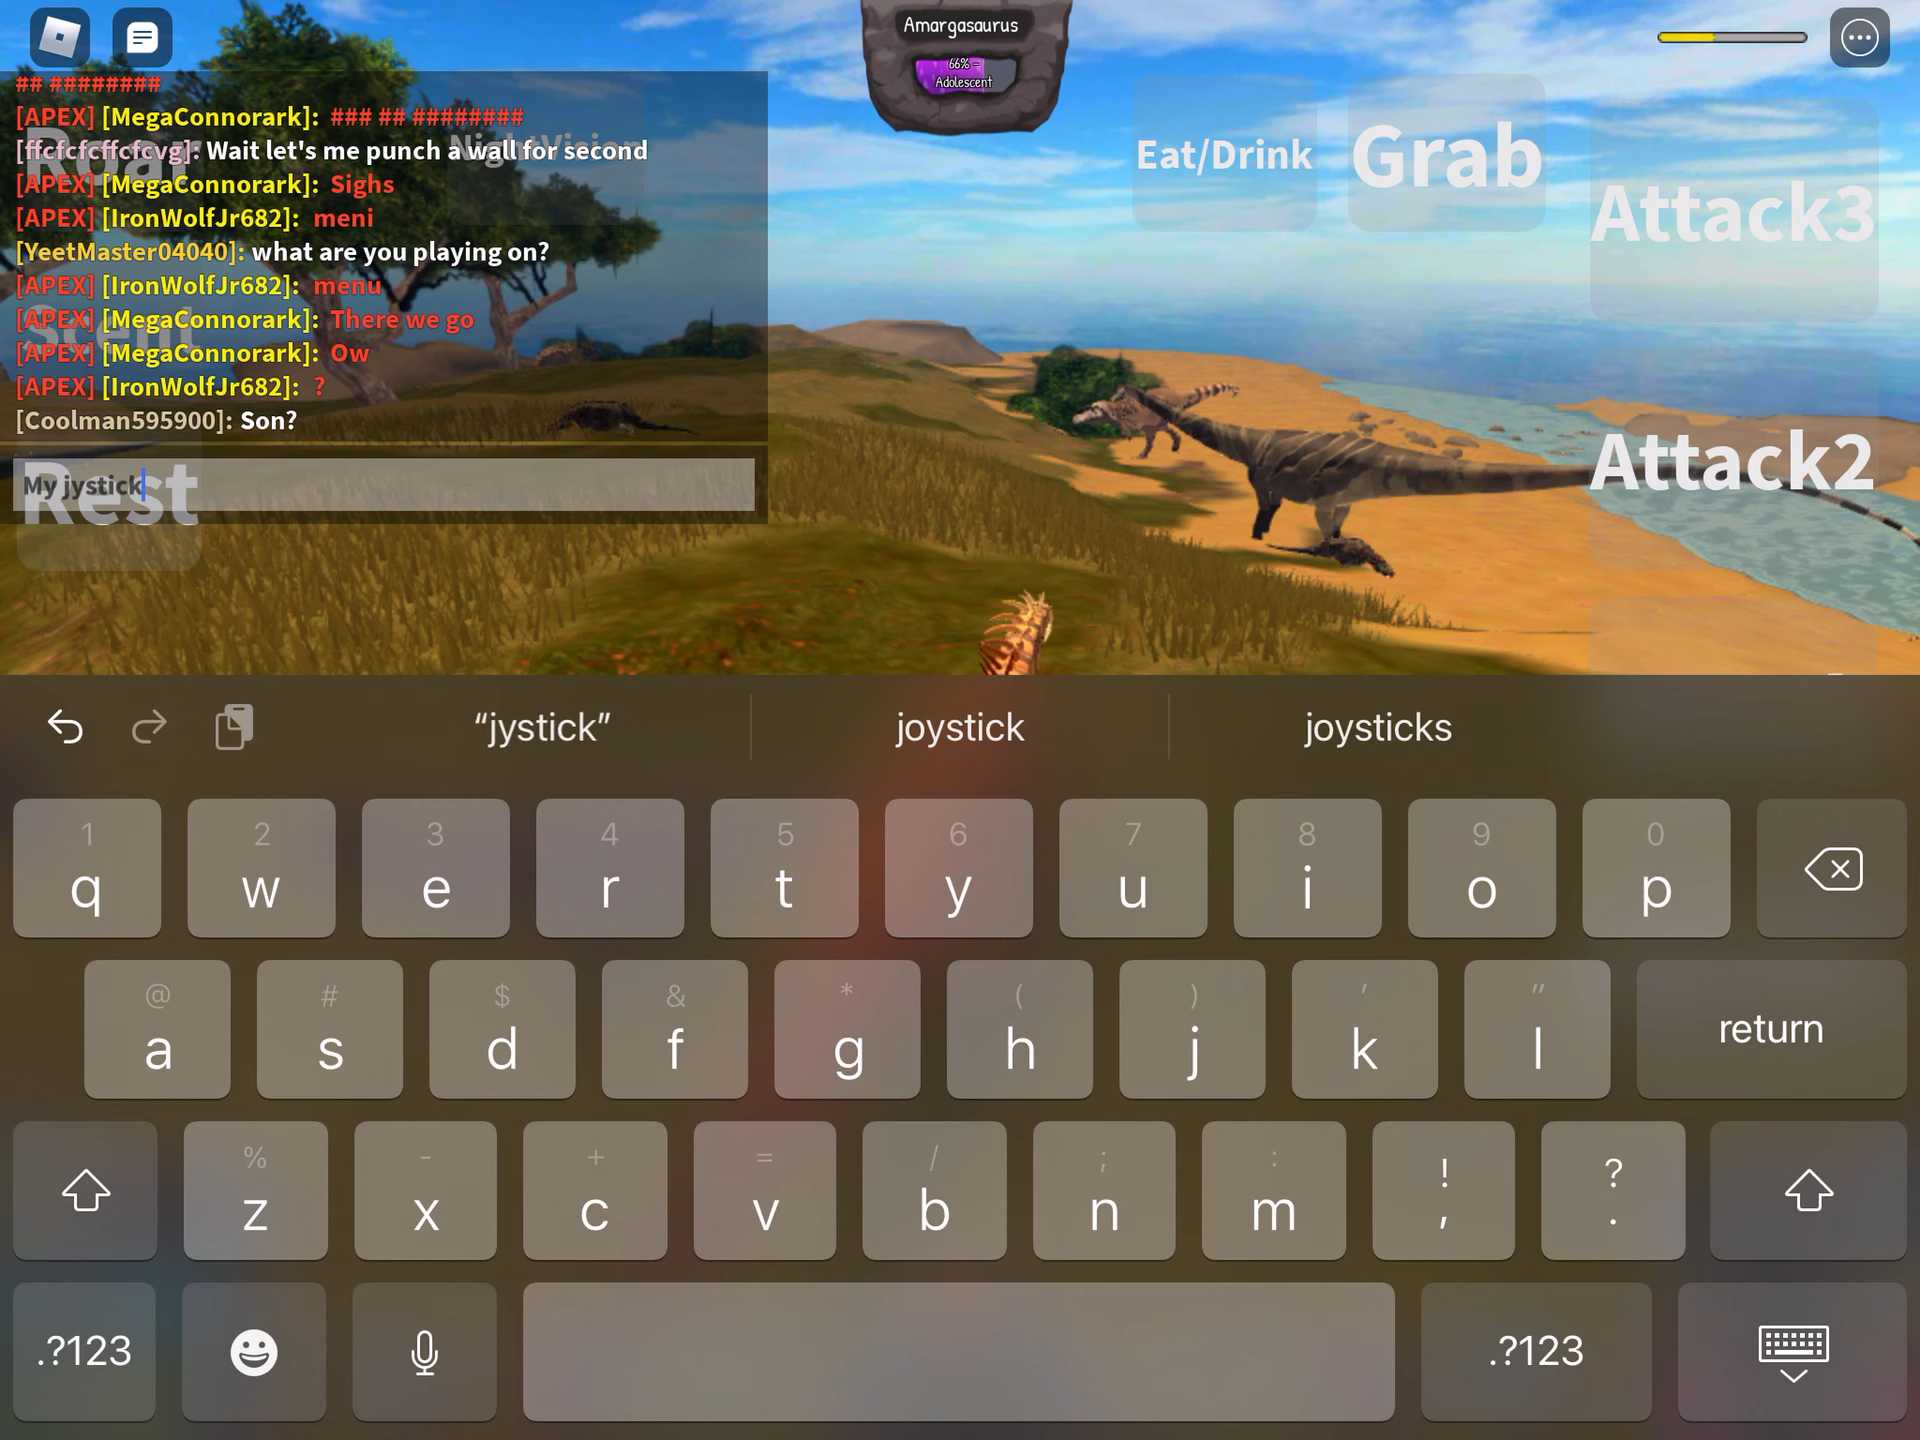 Amargasaurus
66% -
Adolescent
## ########
[APEX] [MegaConnorark]: ### ## ########
[ffcfcfcffcfcvg]: Wait let's me punch a wall for second
[APEX] [MegaConnorark]: Sighs
[APEX] [IronWolfJr682]: meni
[YeetMaster04040]: what are you playing on?
[APEX] [IronWolfJr682]: menu
[APEX] [MegaConnorark]: There we go
[APEX] [MegaConnorark]: Ow
[APEX] [IronWolfJr682]: ?
[Coolman595900]: Son?
My jystick
Roar
NightVision
Scent
Rest
Eat/Drink
Grab
Attack3
Attack2
“jystick” joystick joysticks
1 2 3 4 5 6 7 8 9 0
q w e r t y u i o p
@ # $ & * ( ) ' "
a s d f g h j k l return
% - + = / ; : ! ?
z x c v b n m , .
.?123 .?123